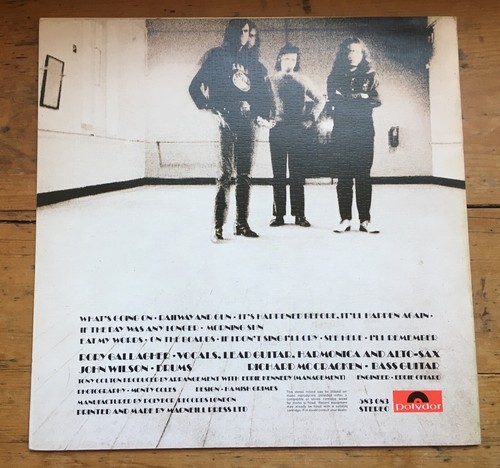 WHAT'S GOING ON · RAILWAY AND GUN · IT'S HAPPENED BEFORE, IT'LL HAPPEN AGAIN ·
IF THE DAY WAS ANY LONGER · MORNING SUN
EAT MY WORDS · ON THE BOARDS · IF I DON'T SING I'LL CRY · SEE HERE · I'LL REMEMBER
RORY GALLAGHER · VOCALS, LEAD GUITAR, HARMONICA AND ALTO-SAX
JOHN WILSON · DRUMS RICHARD MCCRACKEN · BASS GUITAR
TONY COLTON PRODUCED BY ARRANGEMENT WITH EDDIE KENNEDY (MANAGEMENT) ENGINEER · EDDIE OFFARD
PHOTOGRAPHY · MONTY COLES DESIGN · HAMISH GRIMES
MANUFACTURED BY POLYDOR RECORDS LONDON
PRINTED AND MADE BY MACNEILL PRESS LTD
383 083
STEREO
Polydor